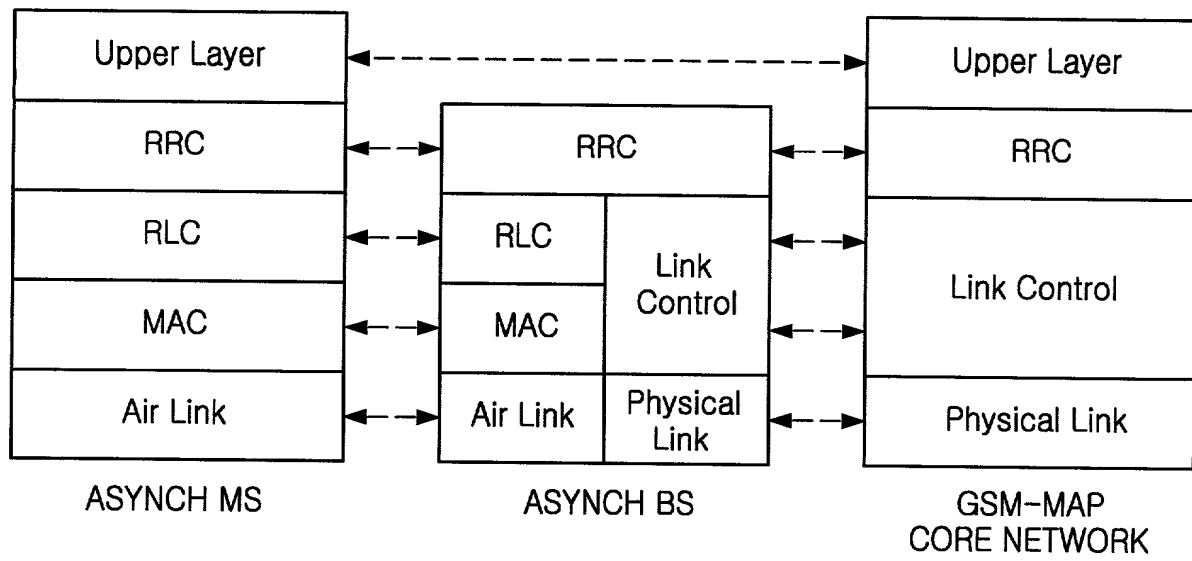 Upper Layer
RRC
RLC
MAC
Air Link
ASYNCH MS
RRC
RLC
MAC
Air Link
Link
Control
Physical
Link
ASYNCH BS
Upper Layer
RRC
Link Control
Physical Link
GSM-MAP
CORE NETWORK